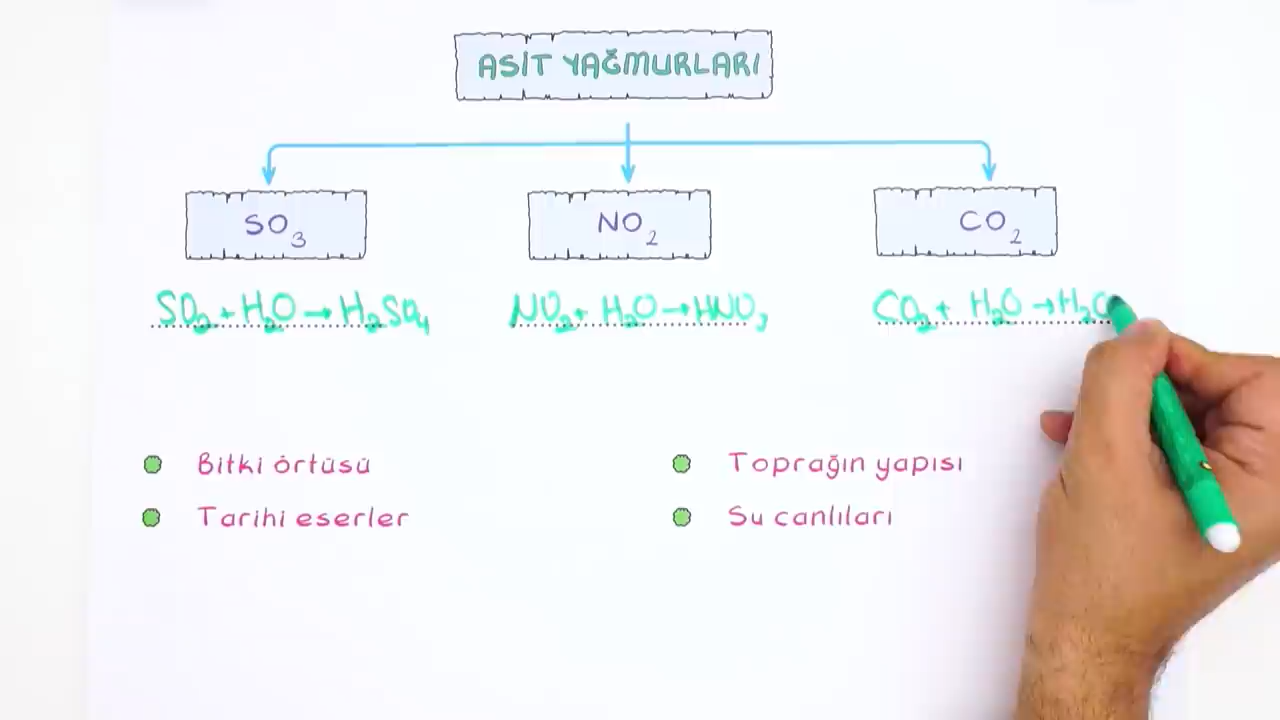 ASİT YAĞMURLARI
SO₃ NO₂ CO₂
SO₃ + H₂O → H₂SO₄ NO₂ + H₂O → HNO₃ CO₂ + H₂O → H₂C
Bitki örtüsü Toprağın yapısı
Tarihi eserler Su canlıları